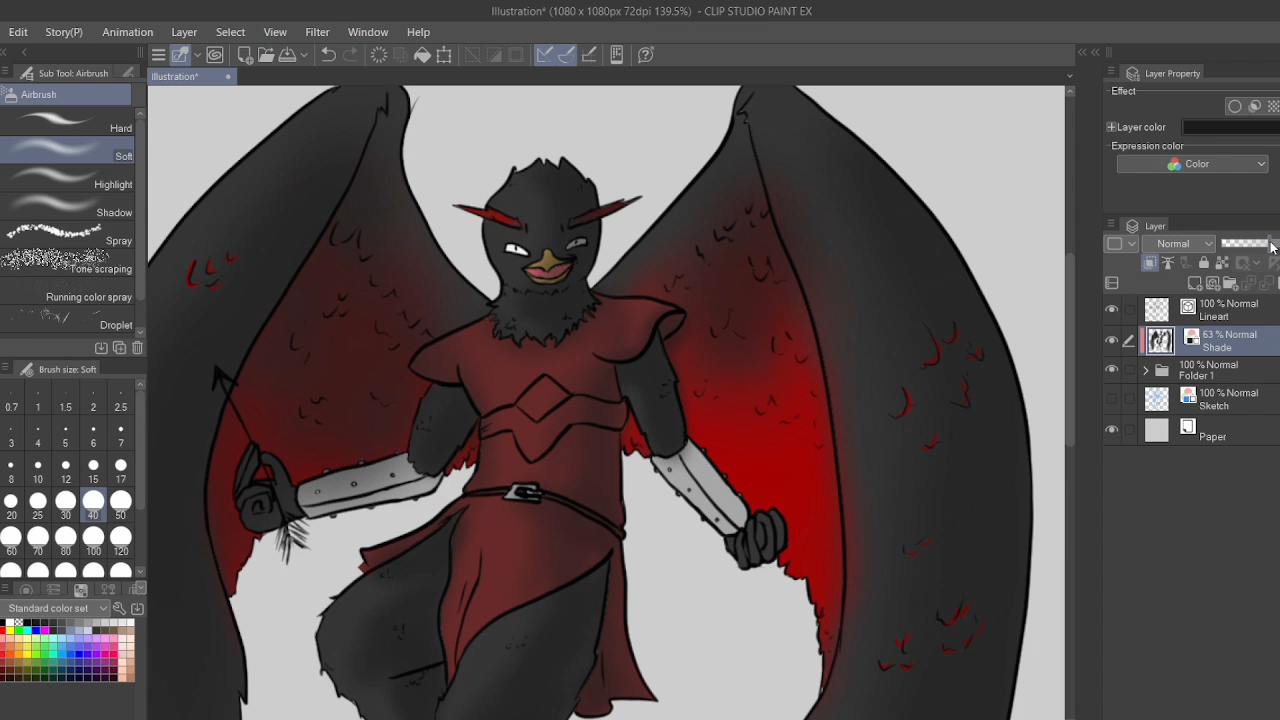 Illustration* (1080 x 1080px 72dpi 139.5%) - CLIP STUDIO PAINT EX
Edit Story(P) Animation Layer Select View Filter Window Help
Sub Tool: Airbrush
Illustration*
Layer Property
Airbrush
Effect
Hard
Layer color
Soft
Expression color
Color
Highlight
Shadow
Layer
Spray
Normal
Tone scraping
Running color spray
100 % Normal
Lineart
Droplet
63 % Normal
Shade
Brush size: Soft
100 % Normal
Folder 1
0.7 1 1.5 2 2.5
100 % Normal
Sketch
3 4 5 6 7
Paper
8 10 12 15 17
20 25 30 40 50
60 70 80 100 120
Standard color set